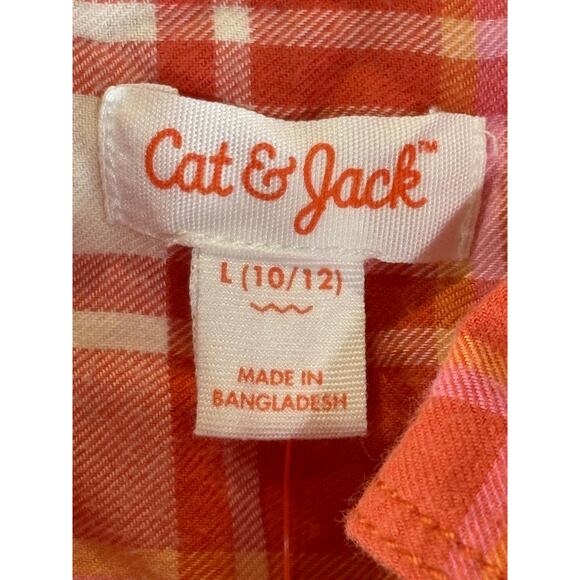 Cat & Jack™
L (10/12)
MADE IN
BANGLADESH